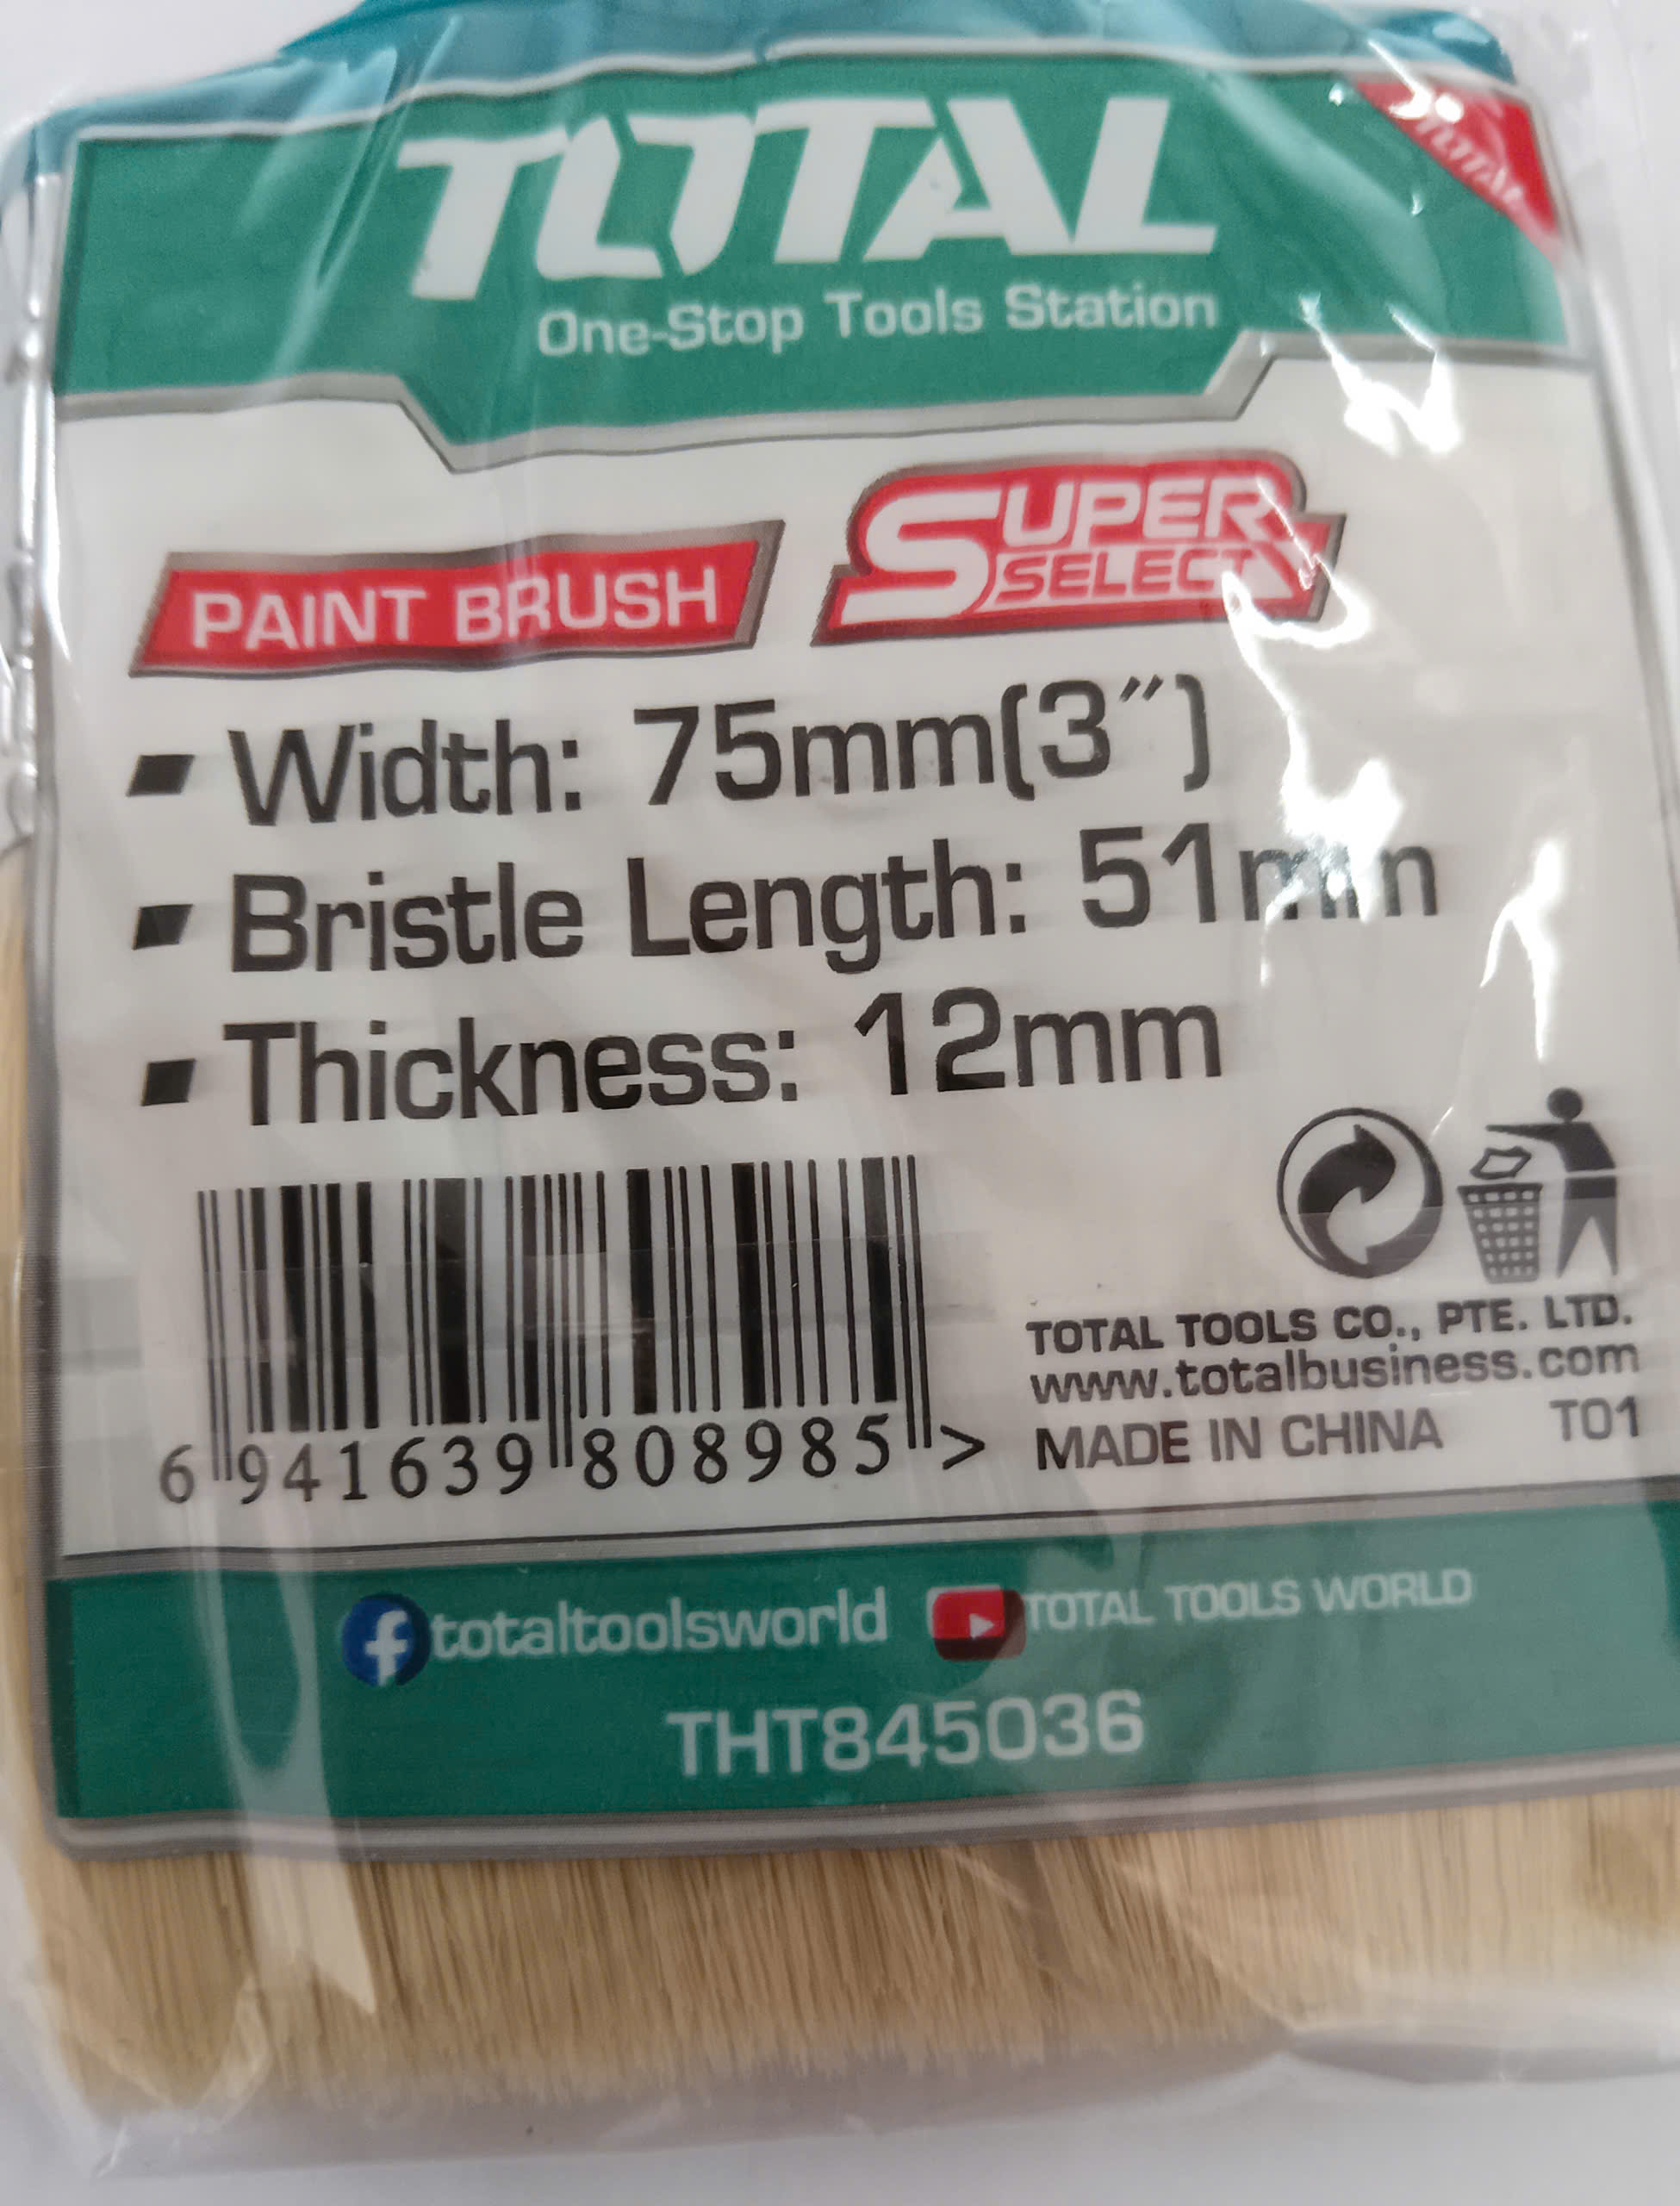 TOTAL
TOTAL
One-Stop Tools Station
PAINT BRUSH
SUPER
SELECT
Width: 75mm(3")
Bristle Length: 51mm
Thickness: 12mm
6 941639 808985 >
TOTAL TOOLS CO., PTE. LTD.
www.totalbusiness.com
MADE IN CHINA T01
totaltoolsworld TOTAL TOOLS WORLD
THT845036